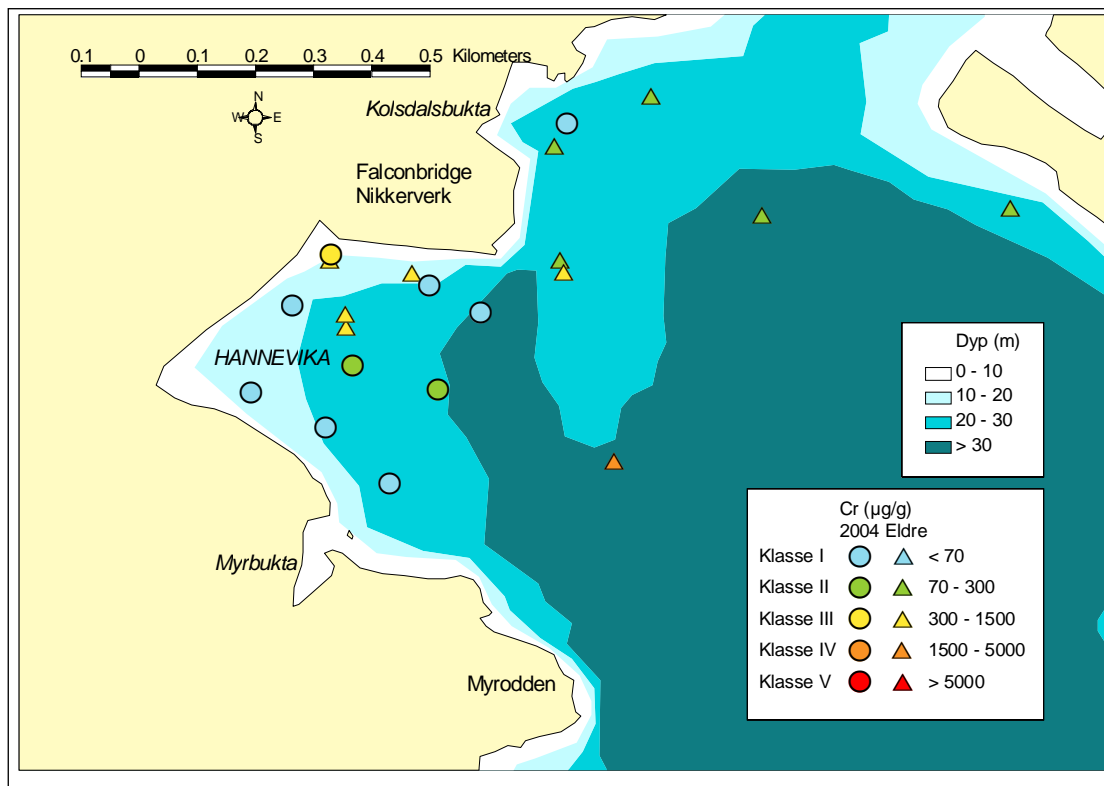 0.1 0 0.1 0.2 0.3 0.4 0.5 Kilometers
N
W E
S
Kolsdalsbukta
Falconbridge
Nikkerverk
HANNEVIKA
Myrbukta
Myrodden
Dyp (m)
0 - 10
10 - 20
20 - 30
> 30
Cr (µg/g)
2004 Eldre
Klasse I < 70
Klasse II 70 - 300
Klasse III 300 - 1500
Klasse IV 1500 - 5000
Klasse V > 5000